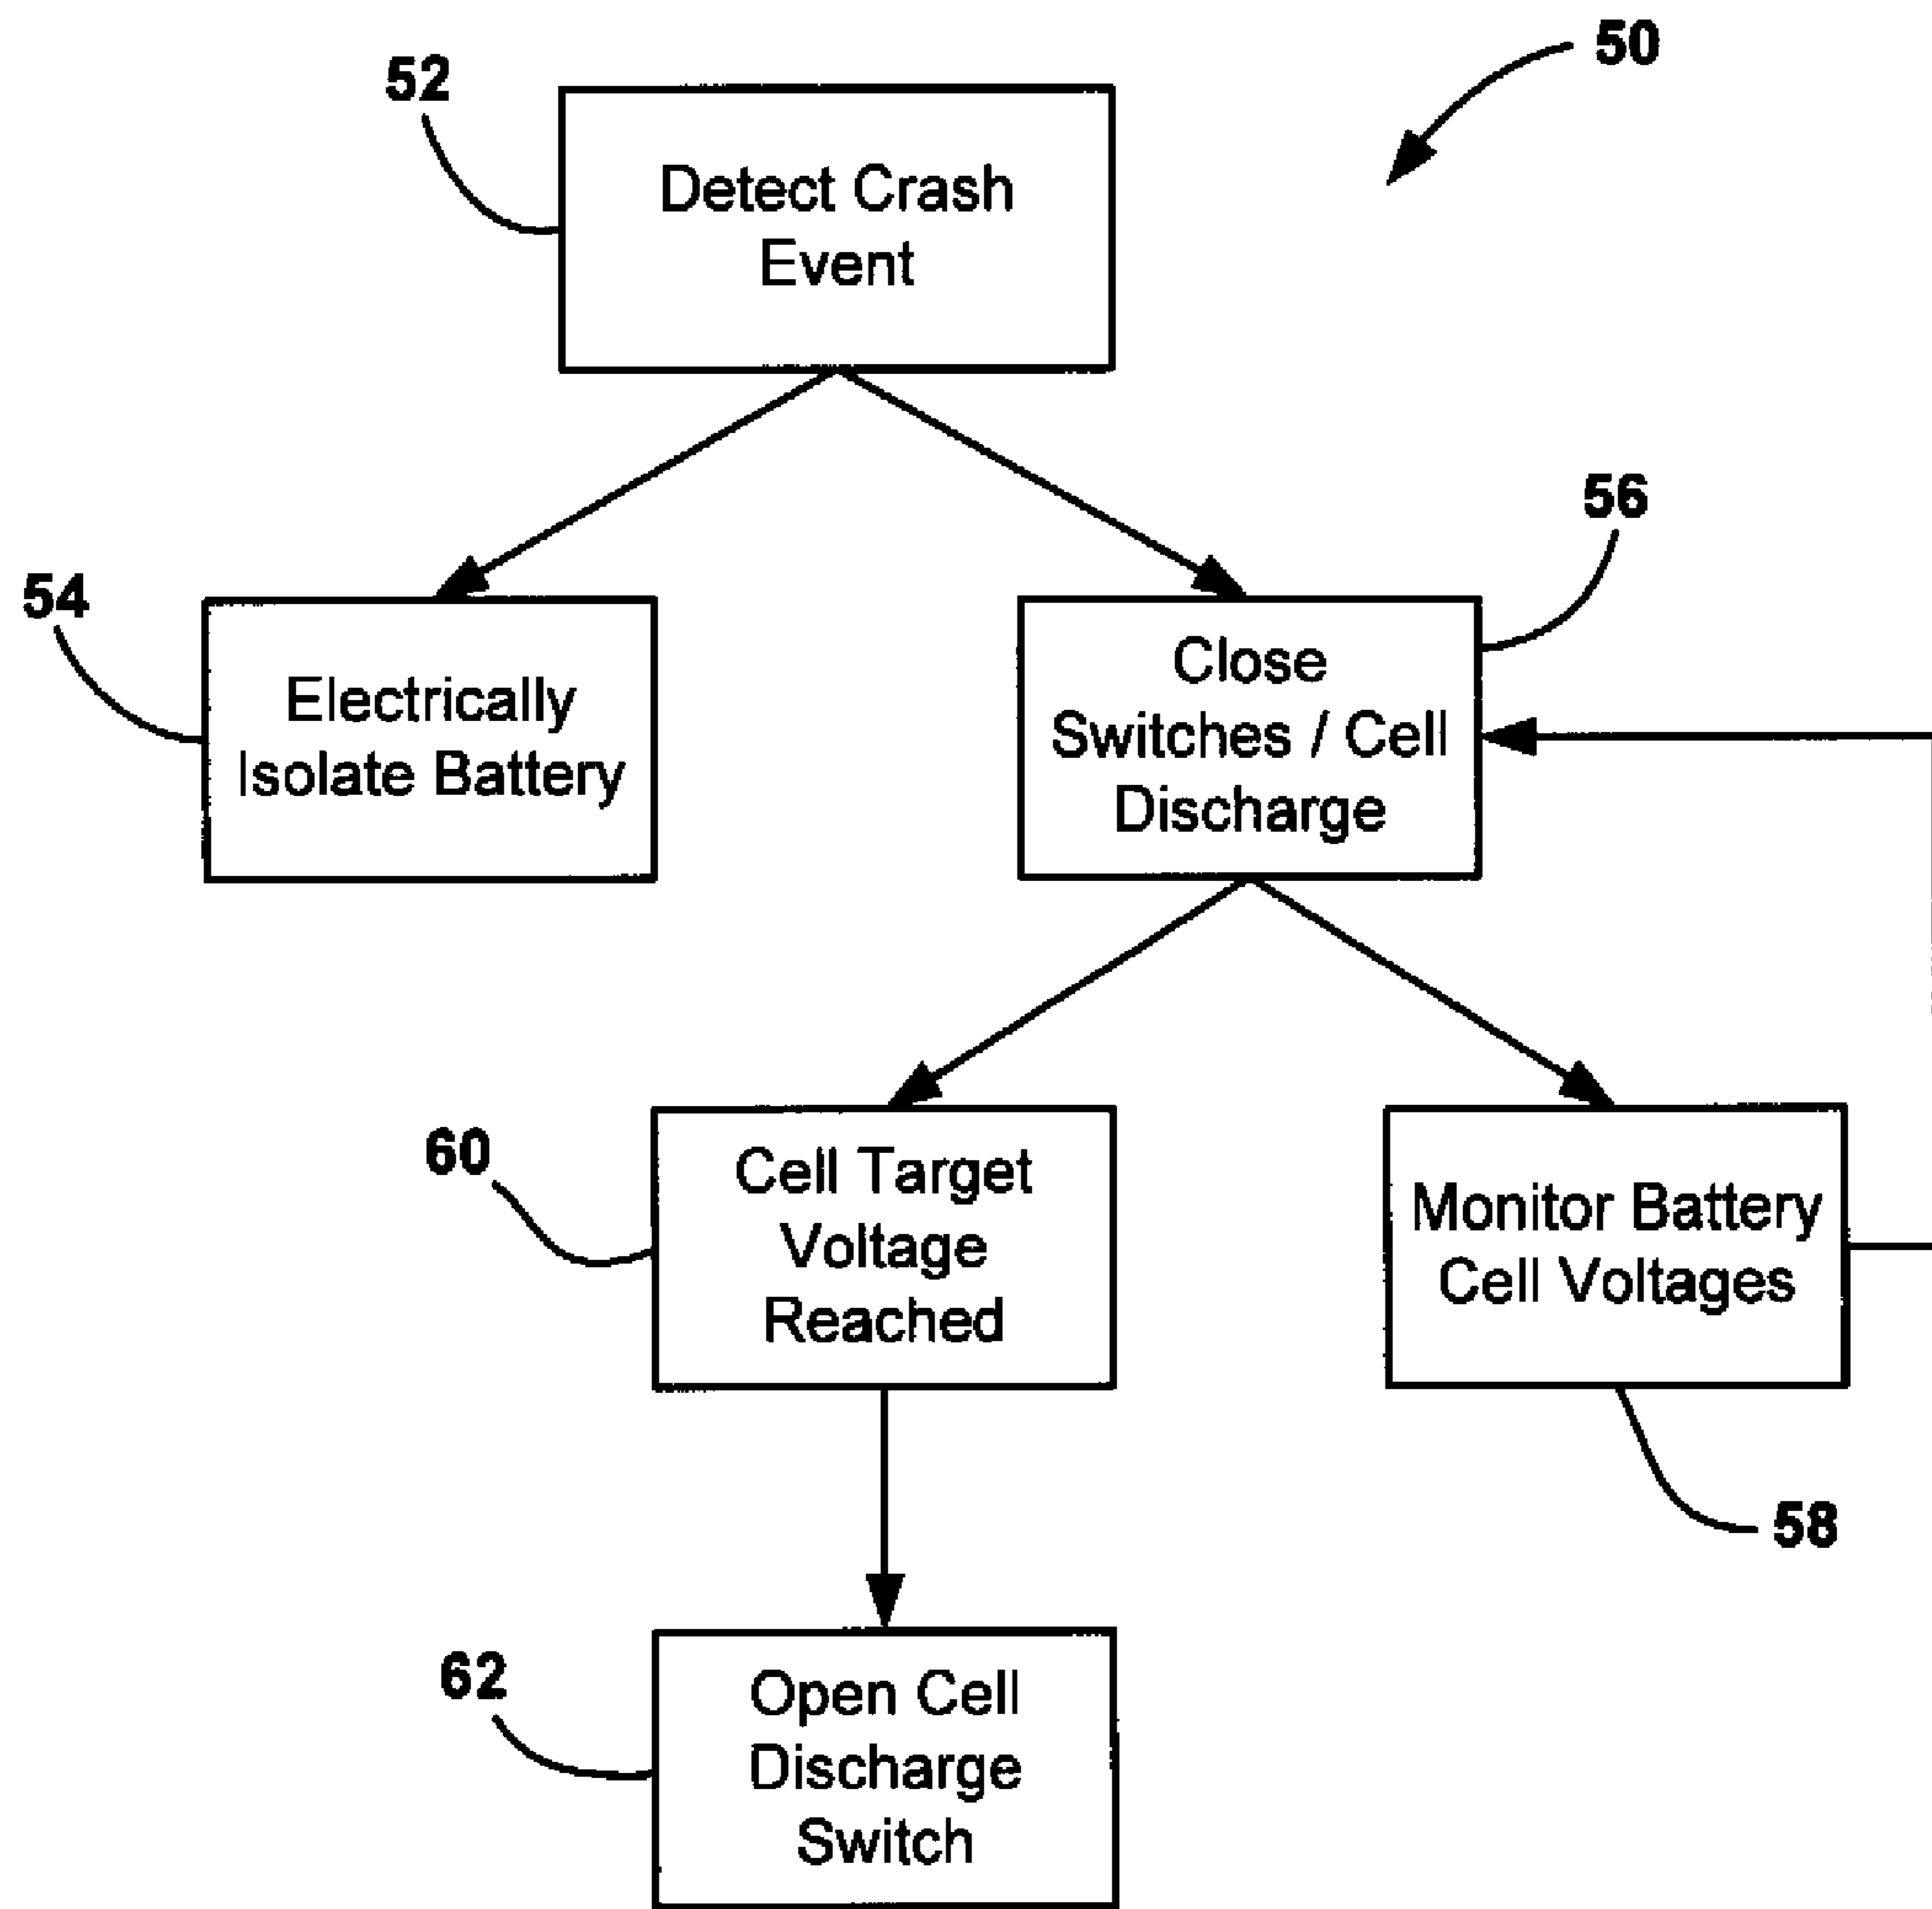 50
52
Detect Crash
Event
56
54
Electrically
Isolate Battery
Close
Switches / Cell
Discharge
60
Cell Target
Voltage
Reached
Monitor Battery
Cell Voltages
58
62
Open Cell
Discharge
Switch